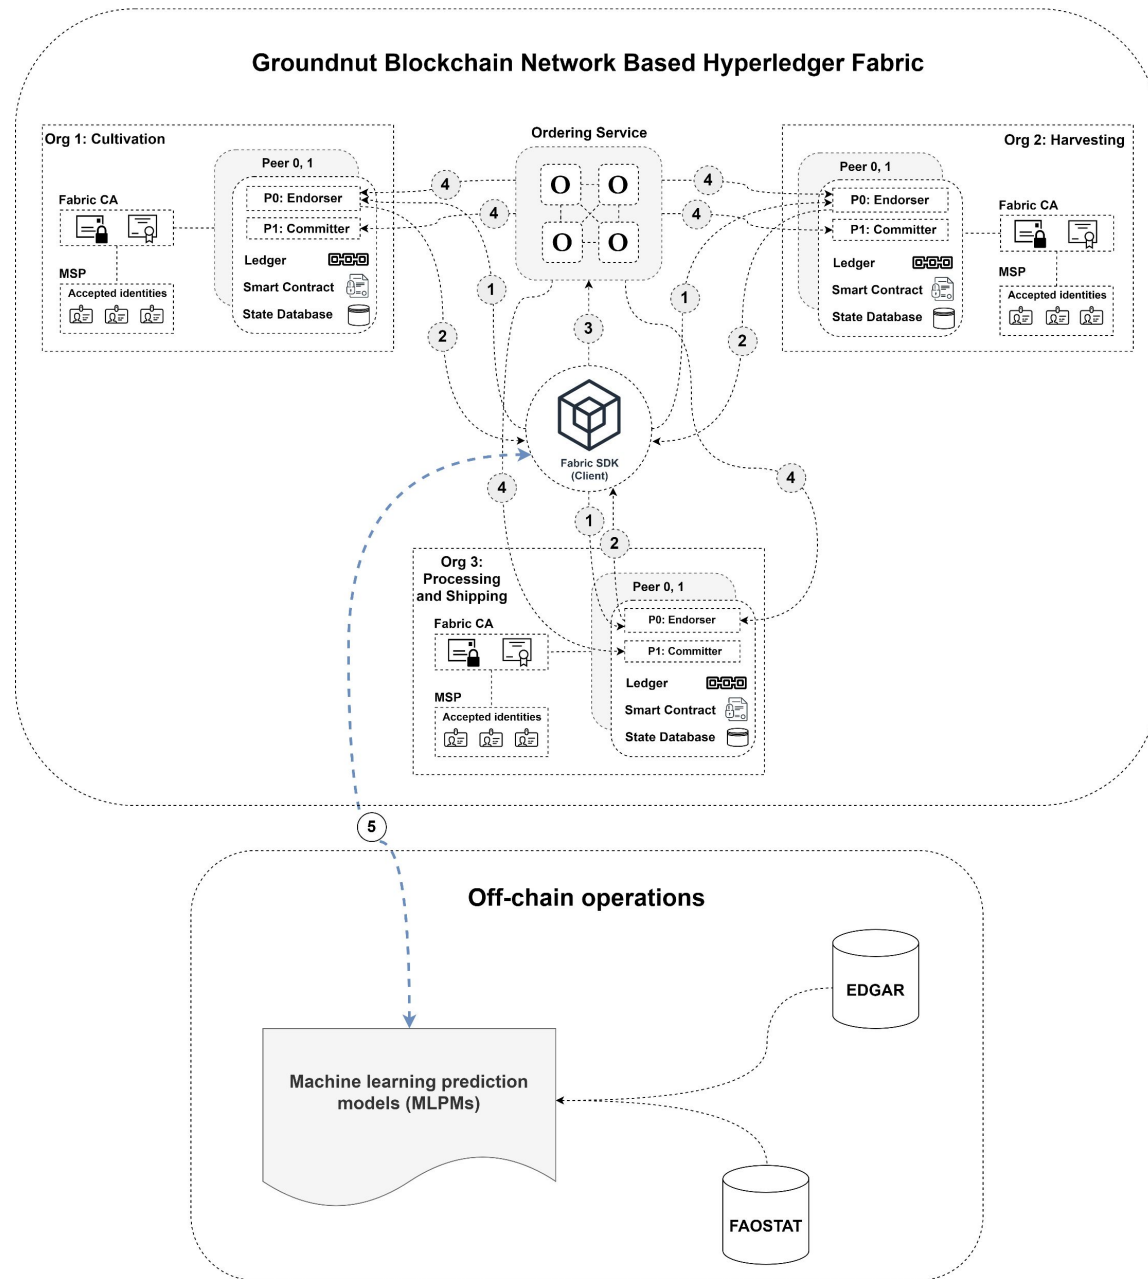 Groundnut Blockchain Network Based Hyperledger Fabric
Org 1: Cultivation
Peer 0, 1
P0: Endorser
P1: Committer
Fabric CA
MSP
Accepted identities
Ledger
Smart Contract
State Database
Ordering Service
O
O
O
O
Org 2: Harvesting
Peer 0, 1
P0: Endorser
P1: Committer
Fabric CA
MSP
Accepted identities
Ledger
Smart Contract
State Database
4
4
4
4
1
2
3
1
2
Fabric SDK
(Client)
4
1
2
4
Org 3:
Processing
and Shipping
Peer 0, 1
P0: Endorser
P1: Committer
Fabric CA
MSP
Accepted identities
Ledger
Smart Contract
State Database
5
Off-chain operations
EDGAR
Machine learning prediction
models (MLPMs)
FAOSTAT